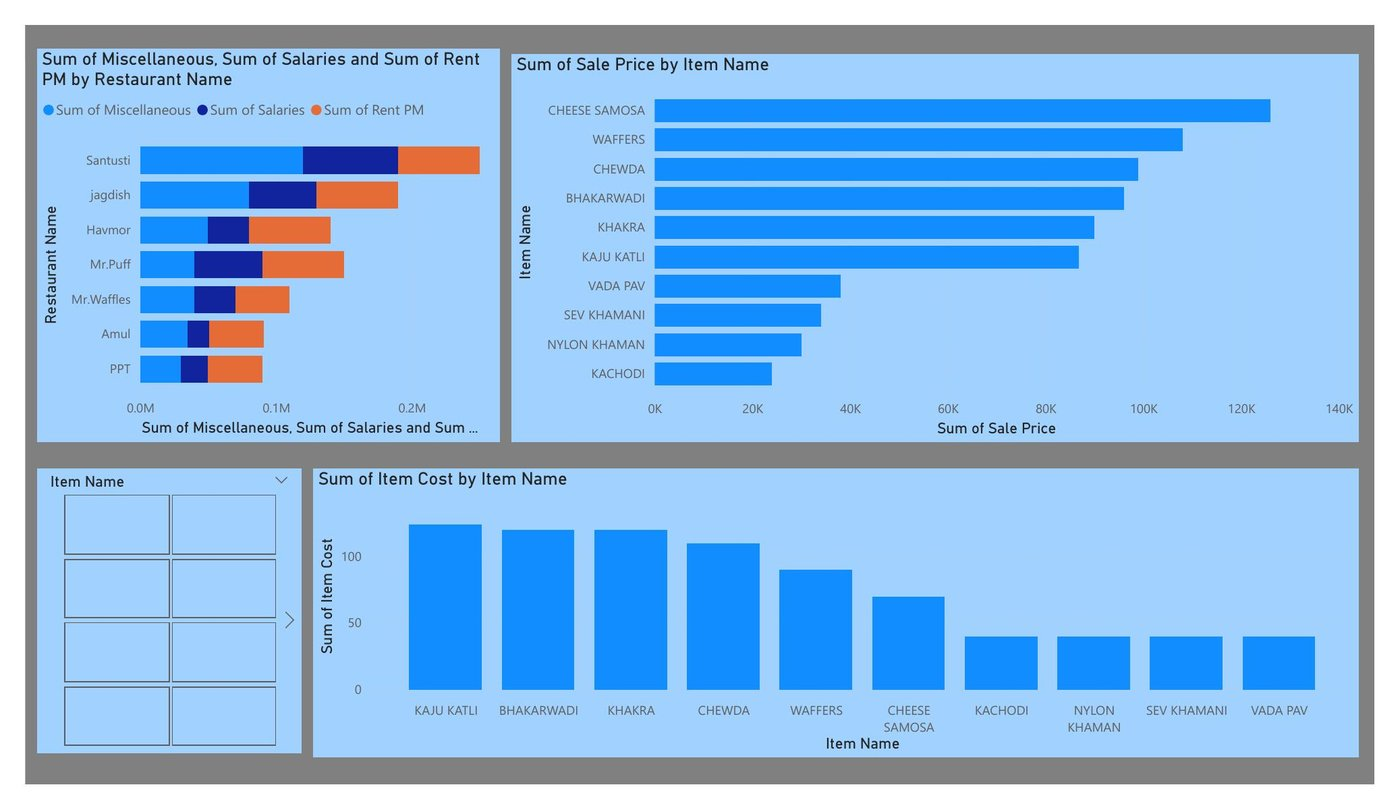 Sum of Miscellaneous, Sum of Salaries and Sum of Rent
PM by Restaurant Name
Sum of Miscellaneous Sum of Salaries Sum of Rent PM
Restaurant Name
Santusti
jagdish
Havmor
Mr.Puff
Mr.Waffles
Amul
PPT
0.0M 0.1M 0.2M
Sum of Miscellaneous, Sum of Salaries and Sum ...
Sum of Sale Price by Item Name
Item Name
CHEESE SAMOSA
WAFFERS
CHEWDA
BHAKARWADI
KHAKRA
KAJU KATLI
VADA PAV
SEV KHAMANI
NYLON KHAMAN
KACHODI
0K 20K 40K 60K 80K 100K 120K 140K
Sum of Sale Price
Item Name
Sum of Item Cost by Item Name
Sum of Item Cost
100
50
0
KAJU KATLI BHAKARWADI KHAKRA CHEWDA WAFFERS CHEESE KACHODI NYLON SEV KHAMANI VADA PAV
SAMOSA KHAMAN
Item Name